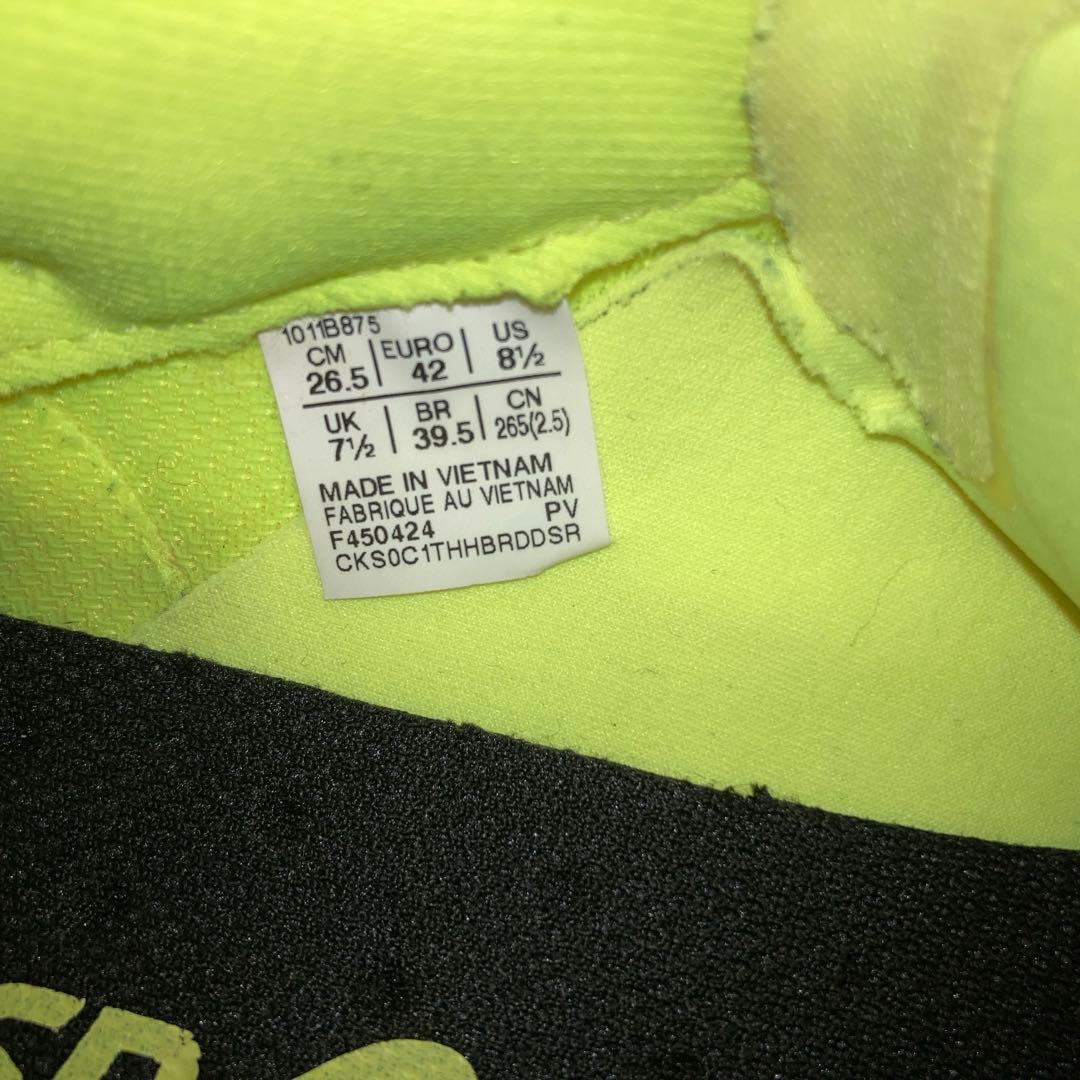 1011B875
CM | EURO | US
26.5 | 42 | 8½
UK | BR | CN
7½ | 39.5 | 265(2.5)
MADE IN VIETNAM
FABRIQUE AU VIETNAM
F450424 PV
CKS0C1THHBRDDSR